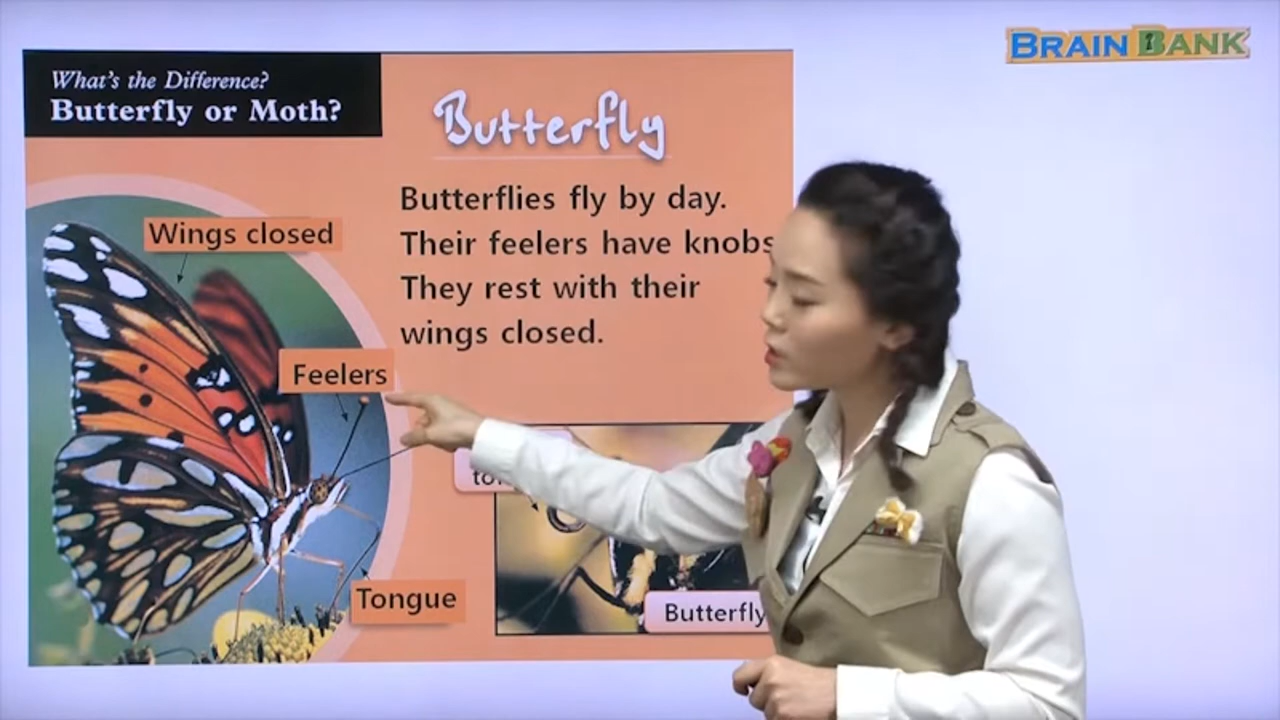 BRAIN BANK
What's the Difference?
Butterfly or Moth?
Butterfly
Butterflies fly by day.
Their feelers have knobs
They rest with their
wings closed.
Wings closed
Feelers
Tongue
Butterfly